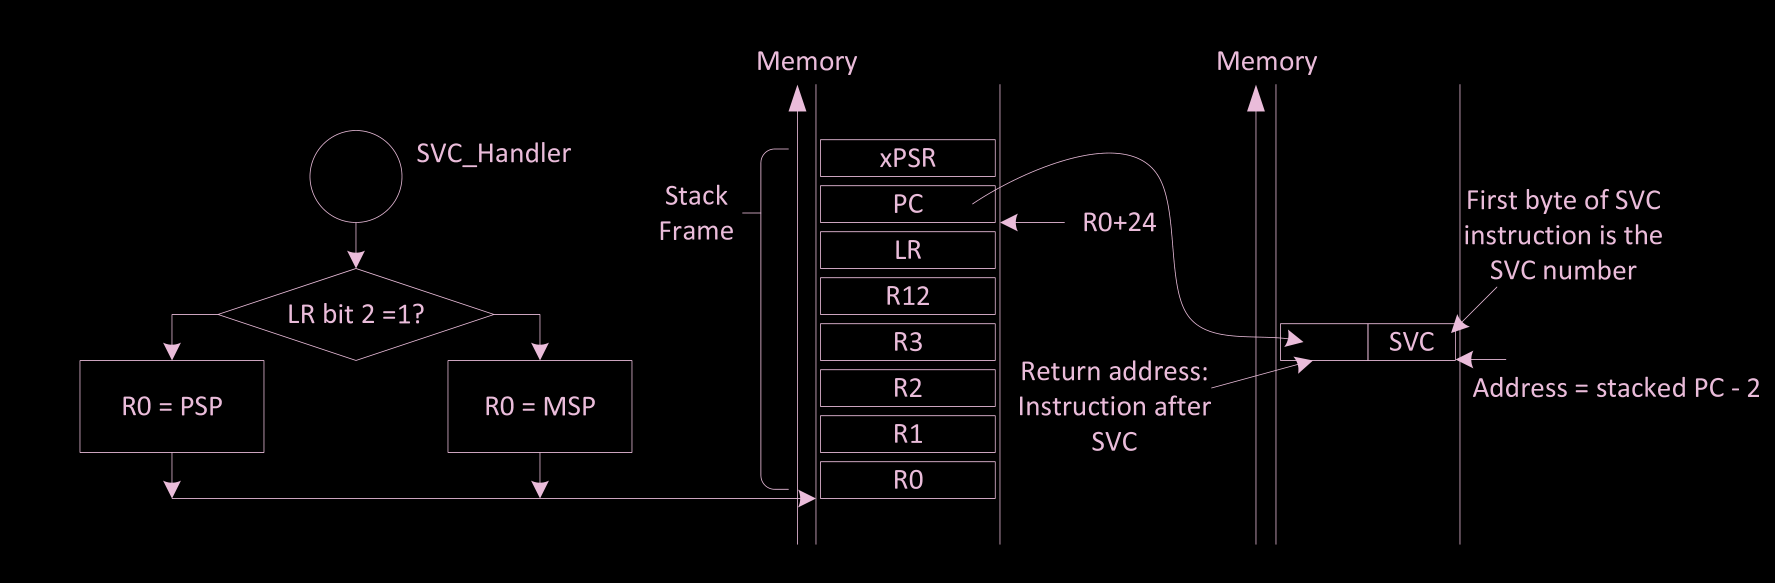 SVC_Handler
LR bit 2 =1?
R0 = PSP
R0 = MSP
Memory
Stack
Frame
xPSR
PC
LR
R12
R3
R2
R1
R0
R0+24
Memory
First byte of SVC
instruction is the
SVC number
SVC
Return address:
Instruction after
SVC
Address = stacked PC - 2